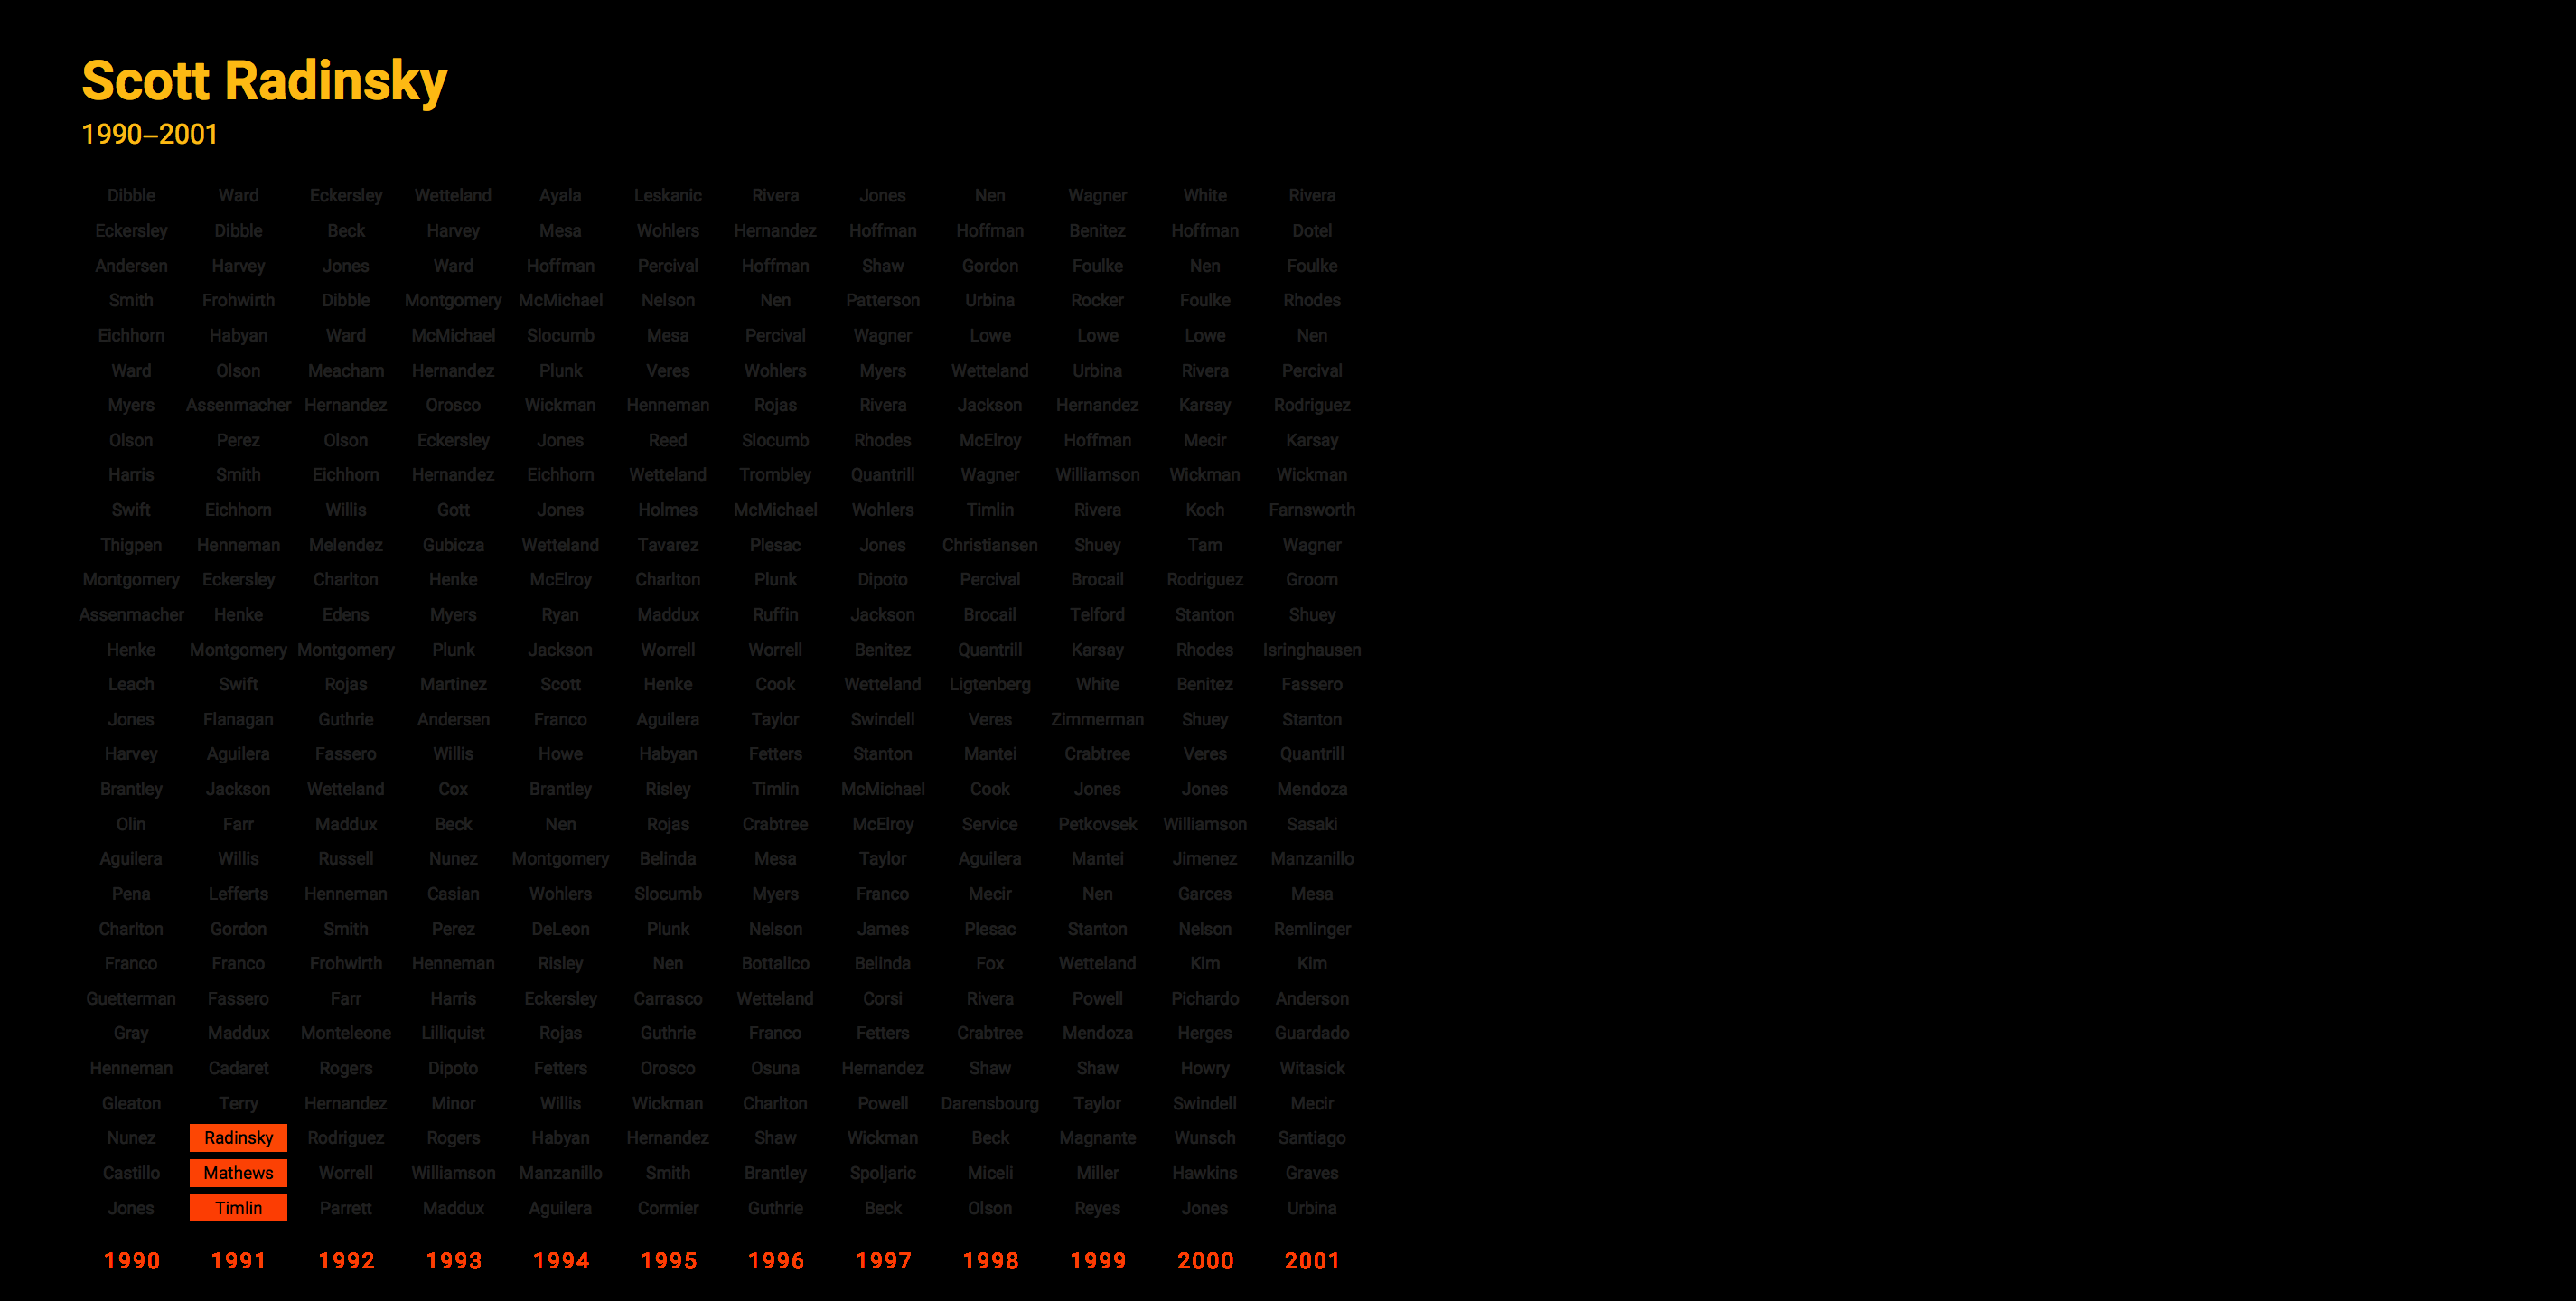 Scott Radinsky
1990–2001
Dibble Ward Eckersley Wetteland Ayala Leskanic Rivera Jones Nen Wagner White Rivera
Eckersley Dibble Beck Harvey Mesa Wohlers Hernandez Hoffman Hoffman Benitez Hoffman Dotel
Andersen Harvey Jones Ward Hoffman Percival Hoffman Shaw Gordon Foulke Nen Foulke
Smith Frohwirth Dibble Montgomery McMichael Nelson Nen Patterson Urbina Rocker Foulke Rhodes
Eichhorn Habyan Ward McMichael Slocumb Mesa Percival Wagner Lowe Lowe Lowe Nen
Ward Olson Meacham Hernandez Plunk Veres Wohlers Myers Wetteland Urbina Rivera Percival
Myers Assenmacher Hernandez Orosco Wickman Henneman Rojas Rivera Jackson Hernandez Karsay Rodriguez
Olson Perez Olson Eckersley Jones Reed Slocumb Rhodes McElroy Hoffman Mecir Karsay
Harris Smith Eichhorn Hernandez Eichhorn Wetteland Trombley Quantrill Wagner Williamson Wickman Wickman
Swift Eichhorn Willis Gott Jones Holmes McMichael Wohlers Timlin Rivera Koch Farnsworth
Thigpen Henneman Melendez Gubicza Wetteland Tavarez Plesac Jones Christiansen Shuey Tam Wagner
Montgomery Eckersley Charlton Henke McElroy Charlton Plunk Dipoto Percival Brocail Rodriguez Groom
Assenmacher Henke Edens Myers Ryan Maddux Ruffin Jackson Brocail Telford Stanton Shuey
Henke Montgomery Montgomery Plunk Jackson Worrell Worrell Benitez Quantrill Karsay Rhodes Isringhausen
Leach Swift Rojas Martinez Scott Henke Cook Wetteland Ligtenberg White Benitez Fassero
Jones Flanagan Guthrie Andersen Franco Aguilera Taylor Swindell Veres Zimmerman Shuey Stanton
Harvey Aguilera Fassero Willis Howe Habyan Fetters Stanton Mantei Crabtree Veres Quantrill
Brantley Jackson Wetteland Cox Brantley Risley Timlin McMichael Cook Jones Jones Mendoza
Olin Farr Maddux Beck Nen Rojas Crabtree McElroy Service Petkovsek Williamson Sasaki
Aguilera Willis Russell Nunez Montgomery Belinda Mesa Taylor Aguilera Mantei Jimenez Manzanillo
Pena Lefferts Henneman Casian Wohlers Slocumb Myers Franco Mecir Nen Garces Mesa
Charlton Gordon Smith Perez DeLeon Plunk Nelson James Plesac Stanton Nelson Remlinger
Franco Franco Frohwirth Henneman Risley Nen Bottalico Belinda Fox Wetteland Kim Kim
Guetterman Fassero Farr Harris Eckersley Carrasco Wetteland Corsi Rivera Powell Pichardo Anderson
Gray Maddux Monteleone Lilliquist Rojas Guthrie Franco Fetters Crabtree Mendoza Herges Guardado
Henneman Cadaret Rogers Dipoto Fetters Orosco Osuna Hernandez Shaw Shaw Howry Witasick
Gleaton Terry Hernandez Minor Willis Wickman Charlton Powell Darensbourg Taylor Swindell Mecir
Nunez Radinsky Rodriguez Rogers Habyan Hernandez Shaw Wickman Beck Magnante Wunsch Santiago
Castillo Mathews Worrell Williamson Manzanillo Smith Brantley Spoljaric Miceli Miller Hawkins Graves
Jones Timlin Parrett Maddux Aguilera Cormier Guthrie Beck Olson Reyes Jones Urbina
1990 1991 1992 1993 1994 1995 1996 1997 1998 1999 2000 2001